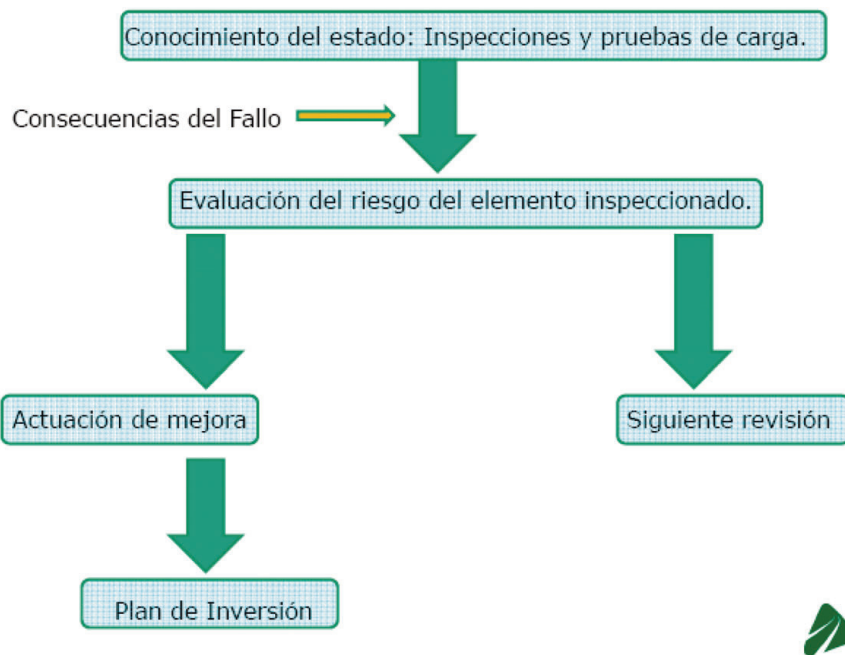 Conocimiento del estado: Inspecciones y pruebas de carga.
Consecuencias del Fallo
Evaluación del riesgo del elemento inspeccionado.
Actuación de mejora
Siguiente revisión
Plan de Inversión